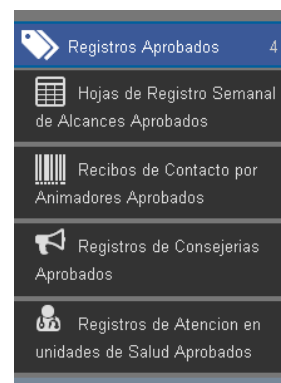 Registros Aprobados 4
Hojas de Registro Semanal
de Alcances Aprobados
Recibos de Contacto por
Animadores Aprobados
Registros de Consejerias
Aprobados
Registros de Atencion en
unidades de Salud Aprobados